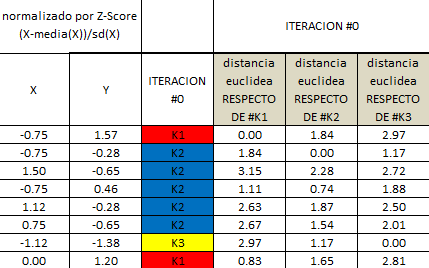 normalizado por Z-Score
(X-media(X))/sd(X)
ITERACION #0
X
Y
ITERACION
#0
distancia
euclidea
RESPECTO
DE #K1
distancia
euclidea
RESPECTO
DE #K2
distancia
euclidea
RESPECTO
DE #K3
-0.75 1.57 K1 0.00 1.84 2.97
-0.75 -0.28 K2 1.84 0.00 1.17
1.50 -0.65 K2 3.15 2.28 2.72
-0.75 0.46 K2 1.11 0.74 1.88
1.12 -0.28 K2 2.63 1.87 2.50
0.75 -0.65 K2 2.67 1.54 2.01
-1.12 -1.38 K3 2.97 1.17 0.00
0.00 1.20 K1 0.83 1.65 2.81